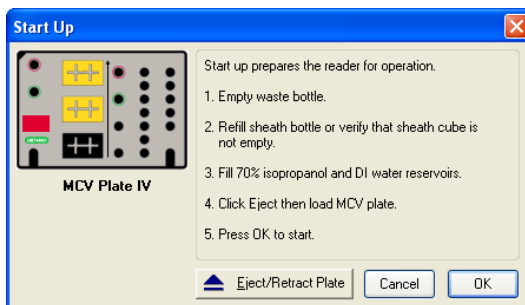 Start Up
Start up prepares the reader for operation.
1. Empty waste bottle.
2. Refill sheath bottle or verify that sheath cube is
not empty.
3. Fill 70% isopropanol and DI water reservoirs.
4. Click Eject then load MCV plate.
5. Press OK to start.
MCV Plate IV
Eject/Retract Plate
Cancel
OK